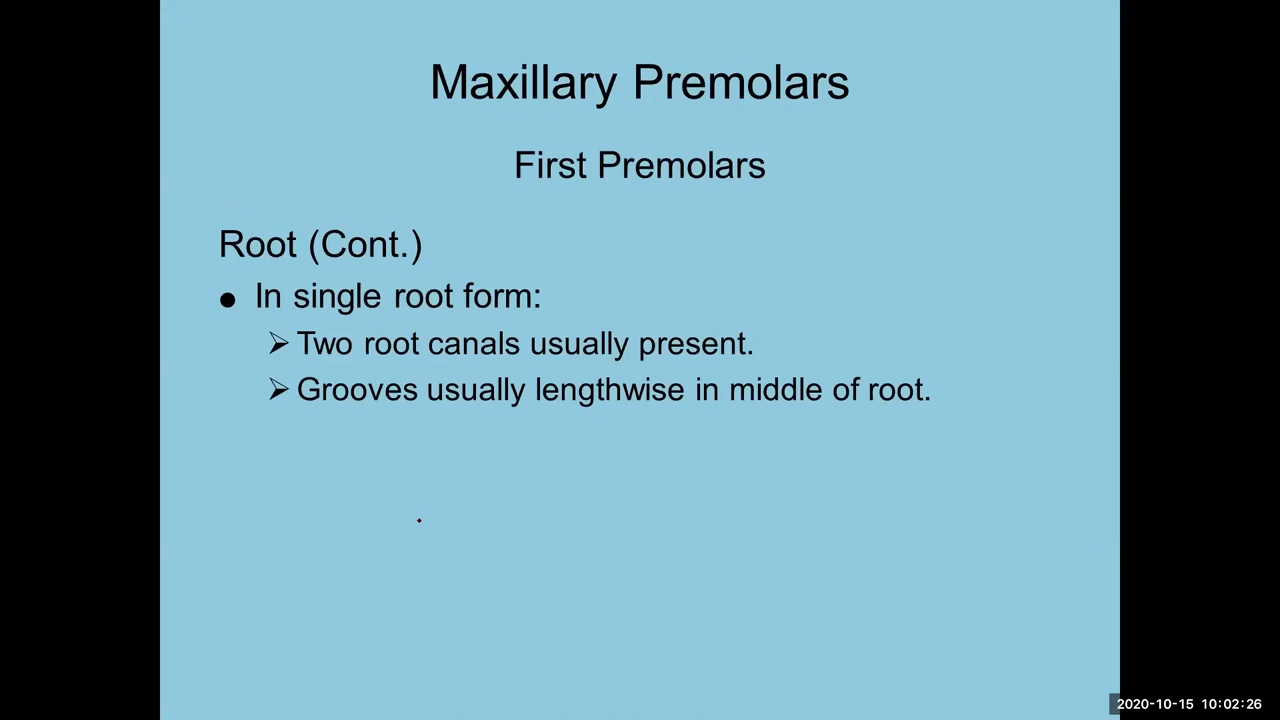 Maxillary Premolars
First Premolars
Root (Cont.)
● In single root form:
➢ Two root canals usually present.
➢ Grooves usually lengthwise in middle of root.
2020-10-15 10:02:26